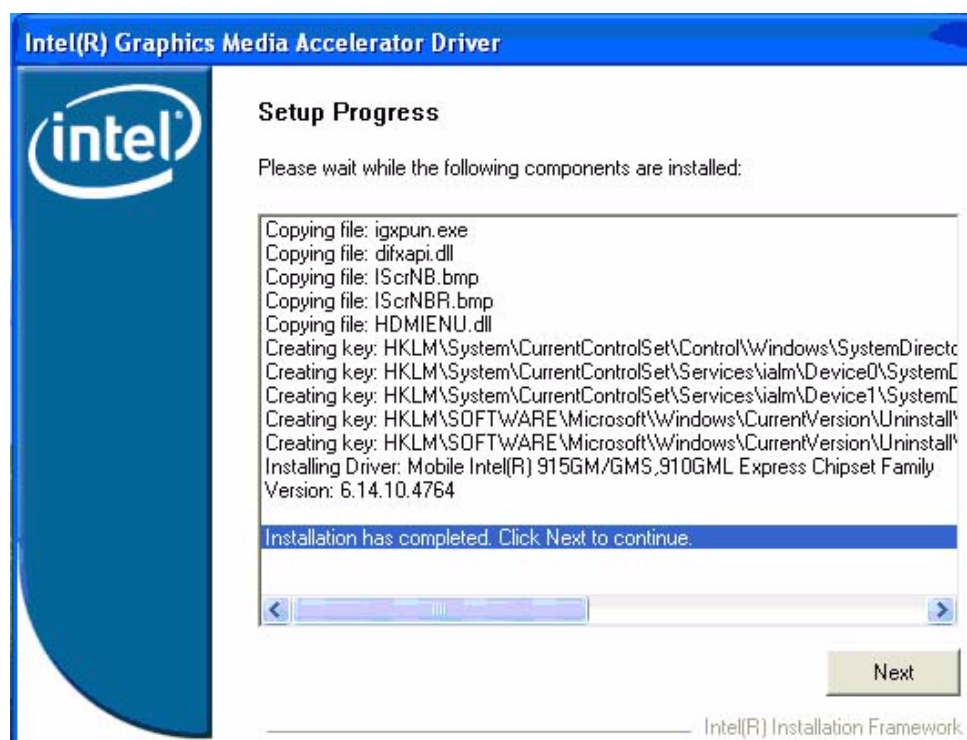 Intel(R) Graphics Media Accelerator Driver
intel
Setup Progress
Please wait while the following components are installed:
Copying file: igxpun.exe
Copying file: difxapi.dll
Copying file: IScrNB.bmp
Copying file: IScrNBR.bmp
Copying file: HDMIENU.dll
Creating key: HKLM\System\CurrentControlSet\Control\Windows\SystemDirecto
Creating key: HKLM\System\CurrentControlSet\Services\ialm\Device0\SystemD
Creating key: HKLM\System\CurrentControlSet\Services\ialm\Device1\SystemD
Creating key: HKLM\SOFTWARE\Microsoft\Windows\CurrentVersion\Uninstall\
Creating key: HKLM\SOFTWARE\Microsoft\Windows\CurrentVersion\Uninstall\
Installing Driver: Mobile Intel(R) 915GM/GMS,910GML Express Chipset Family
Version: 6.14.10.4764
Installation has completed. Click Next to continue.
Next
Intel(R) Installation Framework